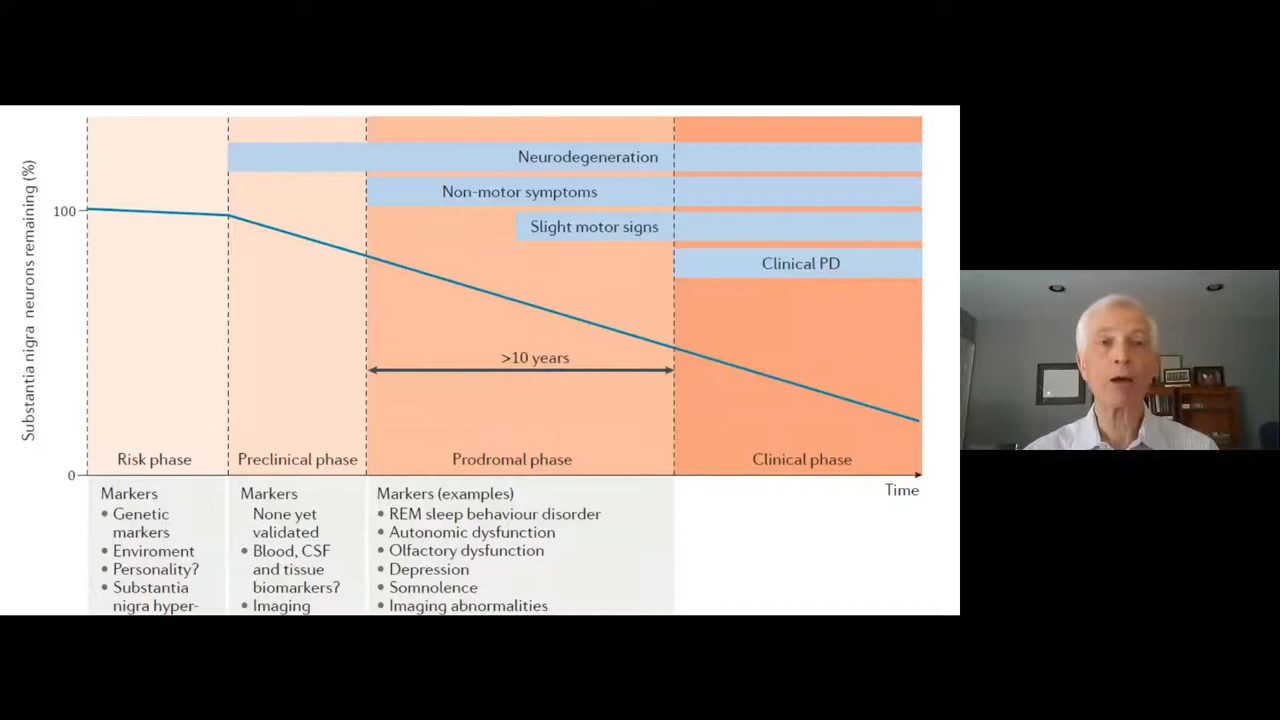 Neurodegeneration
Non-motor symptoms
Slight motor signs
Clinical PD
Substantia nigra neurons remaining (%)
100
0
>10 years
Risk phase
Preclinical phase
Prodromal phase
Clinical phase
Time
Markers
• Genetic
markers
• Enviroment
• Personality?
• Substantia
nigra hyper-
Markers
None yet
validated
• Blood, CSF
and tissue
biomarkers?
• Imaging
Markers (examples)
• REM sleep behaviour disorder
• Autonomic dysfunction
• Olfactory dysfunction
• Depression
• Somnolence
• Imaging abnormalities